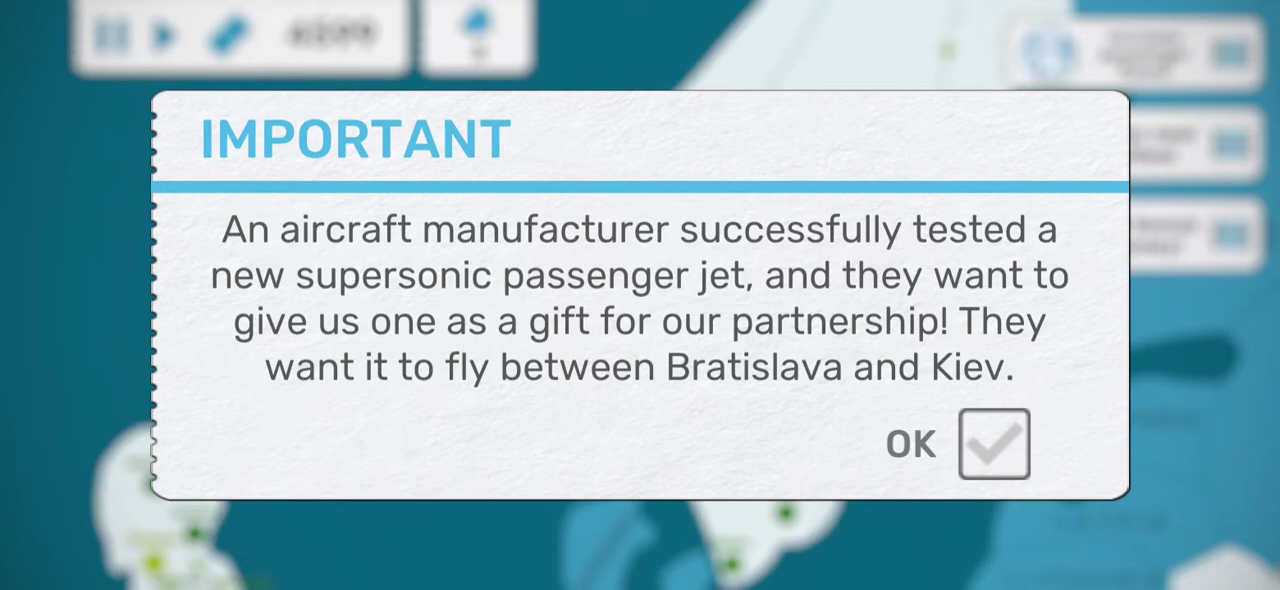 4599
IMPORTANT
An aircraft manufacturer successfully tested a
new supersonic passenger jet, and they want to
give us one as a gift for our partnership! They
want it to fly between Bratislava and Kiev.
OK